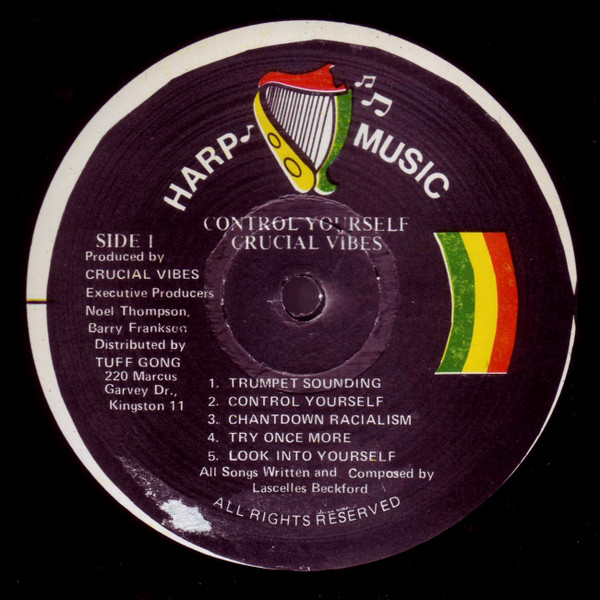 HARP MUSIC
CONTROL YOURSELF
CRUCIAL VIBES
SIDE 1
Produced by
CRUCIAL VIBES
Executive Producers
Noel Thompson,
Barry Frankson
Distributed by
TUFF GONG
220 Marcus
Garvey Dr.,
Kingston 11
1. TRUMPET SOUNDING
2. CONTROL YOURSELF
3. CHANTDOWN RACIALISM
4. TRY ONCE MORE
5. LOOK INTO YOURSELF
All Songs Written and Composed by
Lascelles Beckford
ALL RIGHTS RESERVED